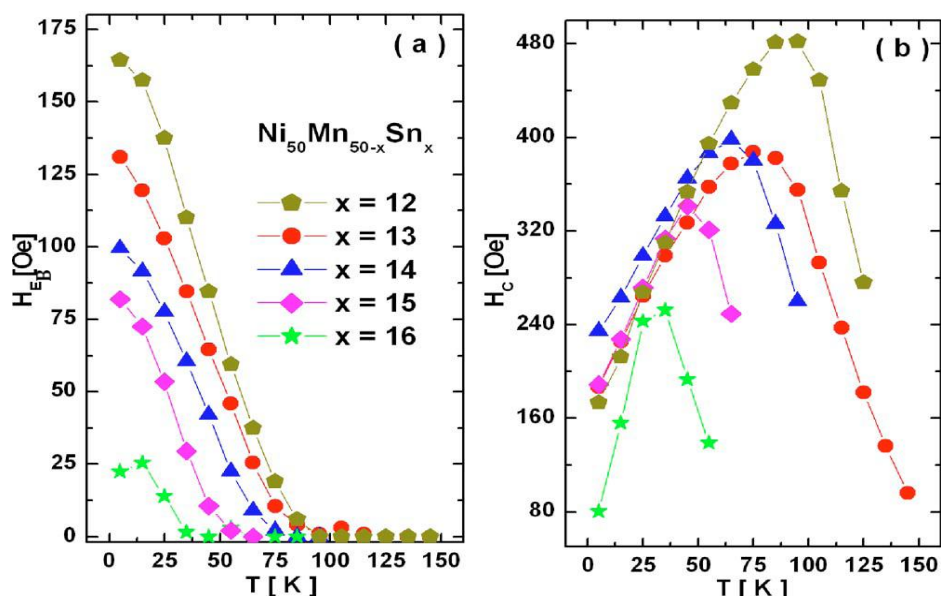 ( a )
175
150
125
100
75
50
25
0
H_EB [Oe]
Ni50Mn50-xSnx
x = 12
x = 13
x = 14
x = 15
x = 16
0 25 50 75 100 125 150
T [ K ]
( b )
480
400
320
240
160
80
H_C [Oe]
0 25 50 75 100 125 150
T [ K ]